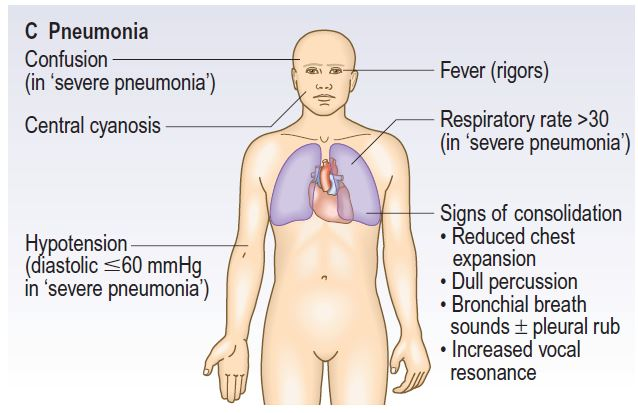 C Pneumonia
Confusion
(in ‘severe pneumonia’)
Central cyanosis
Hypotension
(diastolic ≤60 mmHg
in ‘severe pneumonia’)
Fever (rigors)
Respiratory rate >30
(in ‘severe pneumonia’)
Signs of consolidation
• Reduced chest
expansion
• Dull percussion
• Bronchial breath
sounds ± pleural rub
• Increased vocal
resonance